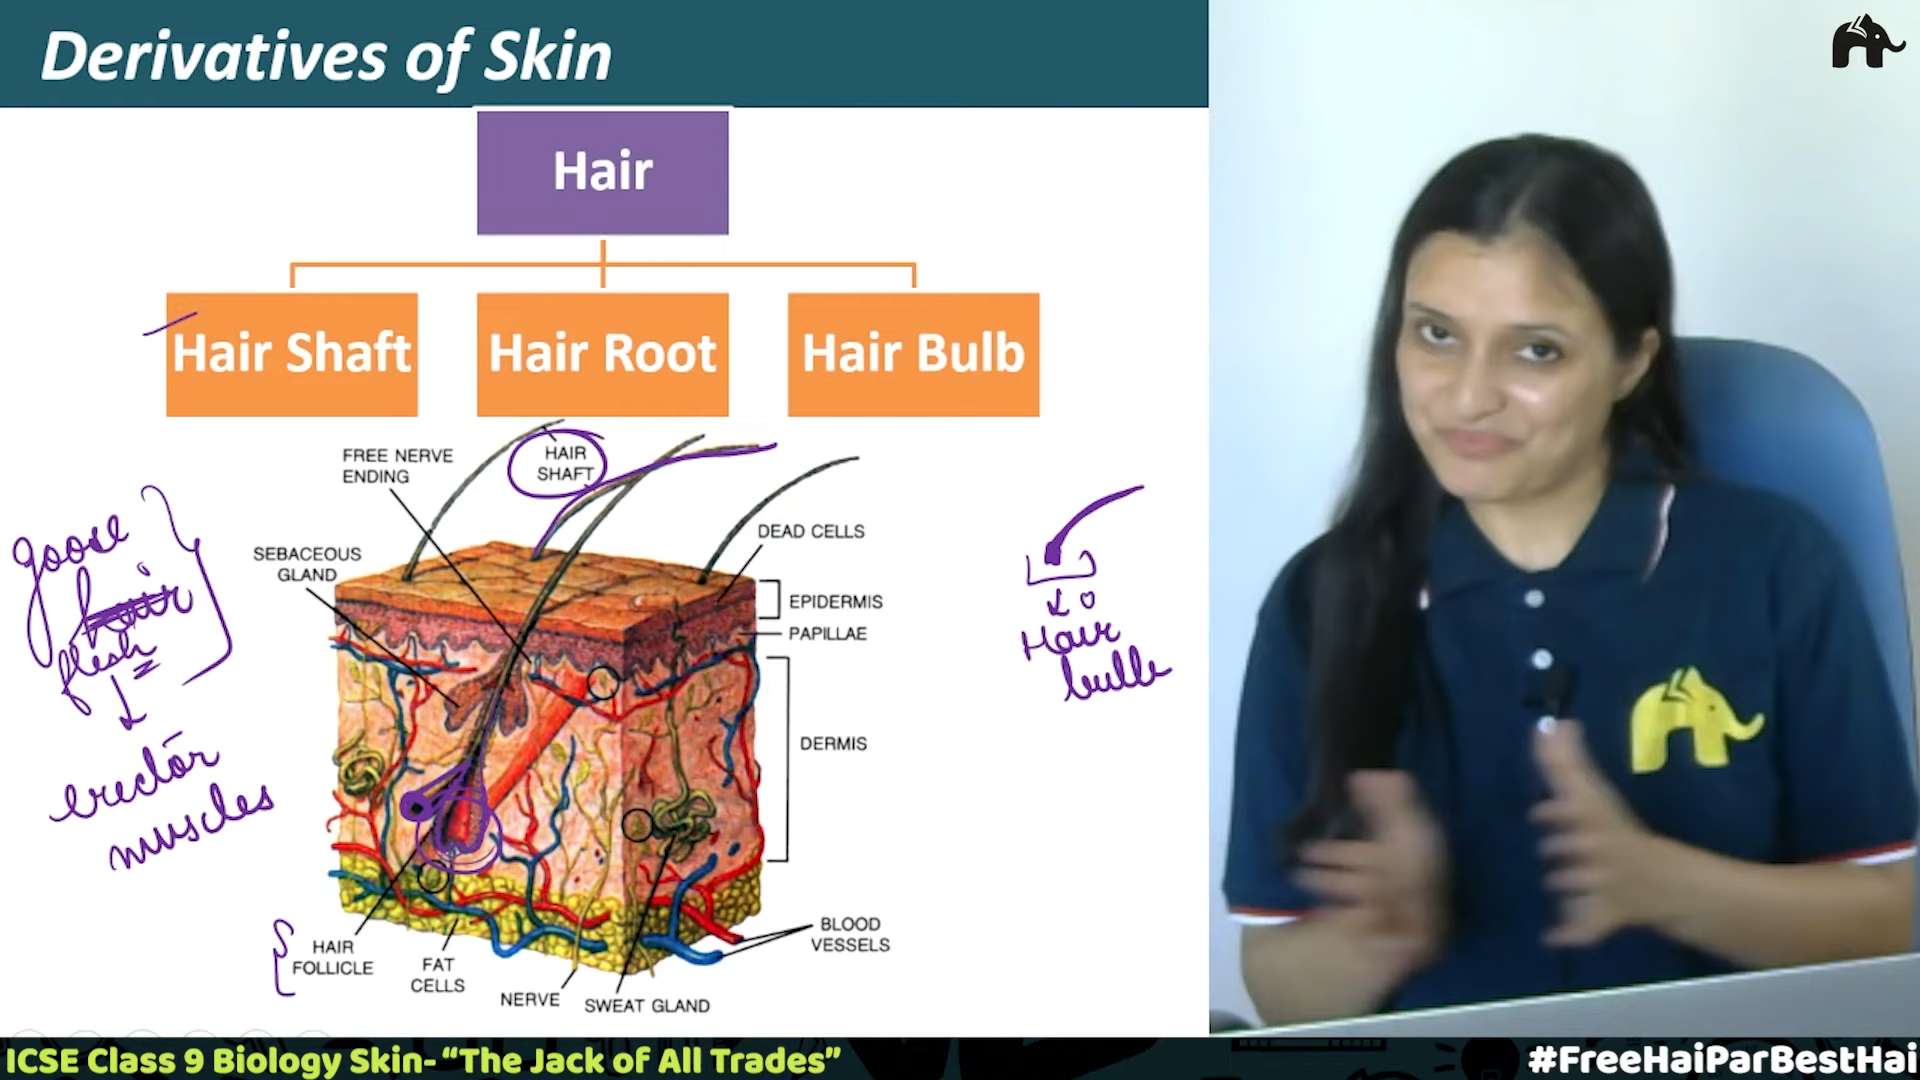 Derivatives of Skin
Hair
Hair Shaft
Hair Root
Hair Bulb
FREE NERVE
ENDING
HAIR
SHAFT
SEBACEOUS
GLAND
DEAD CELLS
EPIDERMIS
PAPILLAE
DERMIS
BLOOD
VESSELS
HAIR
FOLLICLE
FAT
CELLS
NERVE
SWEAT GLAND
goose
hair
flesh
erector
muscles
Hair
bulb
ICSE Class 9 Biology Skin- “The Jack of All Trades”
#FreeHaiParBestHai